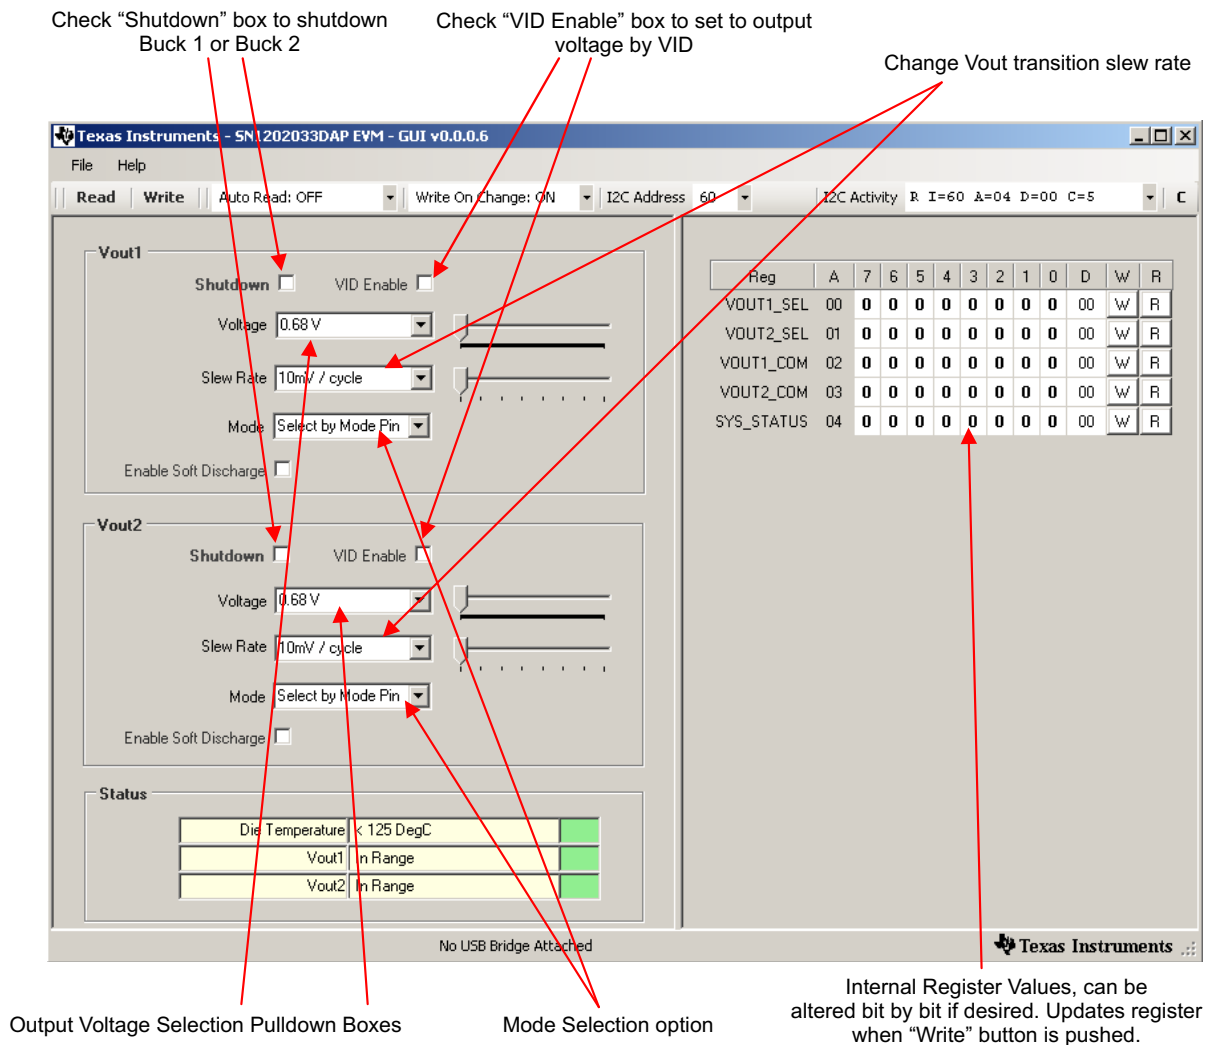 Check “Shutdown” box to shutdown
Buck 1 or Buck 2
Check “VID Enable” box to set to output
voltage by VID
Change Vout transition slew rate
Texas Instruments - SN1202033DAP EVM - GUI v0.0.0.6
File Help
Read Write Auto Read: OFF Write On Change: ON I2C Address 60 I2C Activity R I=60 A=04 D=00 C=5 C
Vout1
Shutdown VID Enable
Voltage 0.68 V
Slew Rate 10mV / cycle
Mode Select by Mode Pin
Enable Soft Discharge
Vout2
Shutdown VID Enable
Voltage 0.68 V
Slew Rate 10mV / cycle
Mode Select by Mode Pin
Enable Soft Discharge
Status
Die Temperature < 125 DegC
Vout1 In Range
Vout2 In Range
Reg A 7 6 5 4 3 2 1 0 D W R
VOUT1_SEL 00 0 0 0 0 0 0 0 0 00 W R
VOUT2_SEL 01 0 0 0 0 0 0 0 0 00 W R
VOUT1_COM 02 0 0 0 0 0 0 0 0 00 W R
VOUT2_COM 03 0 0 0 0 0 0 0 0 00 W R
SYS_STATUS 04 0 0 0 0 0 0 0 0 00 W R
No USB Bridge Attached
Texas Instruments
Output Voltage Selection Pulldown Boxes
Mode Selection option
Internal Register Values, can be
altered bit by bit if desired. Updates register
when “Write” button is pushed.